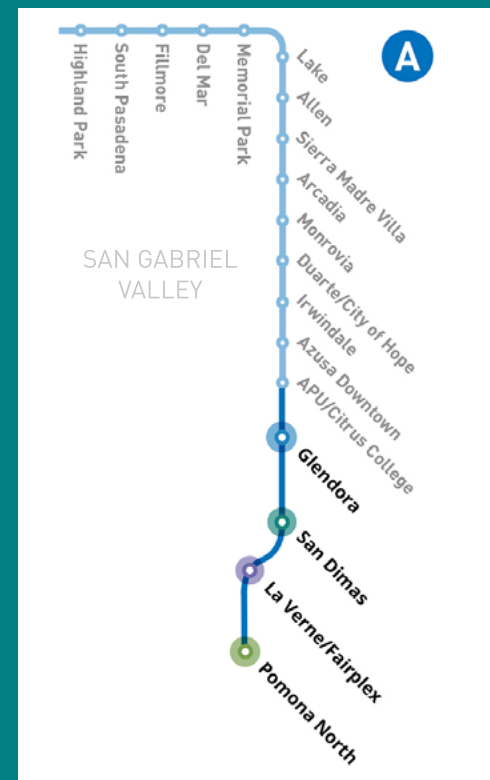 A
Highland Park
South Pasadena
Fillmore
Del Mar
Memorial Park
Lake
Allen
Sierra Madre Villa
Arcadia
Monrovia
Duarte/City of Hope
Irwindale
Azusa Downtown
APU/Citrus College
SAN GABRIEL
VALLEY
Glendora
San Dimas
La Verne/Fairplex
Pomona North